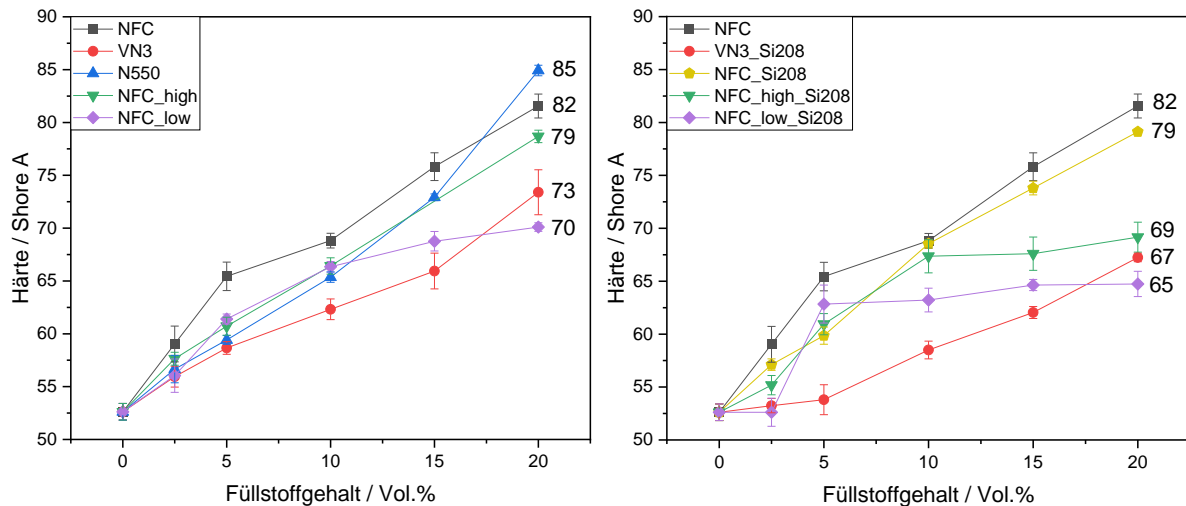 90
85
80
75
70
65
60
55
50
Härte / Shore A
NFC
VN3
N550
NFC_high
NFC_low
85
82
79
73
70
0
5
10
15
20
Füllstoffgehalt / Vol.%
90
85
80
75
70
65
60
55
50
Härte / Shore A
NFC
VN3_Si208
NFC_Si208
NFC_high_Si208
NFC_low_Si208
82
79
69
67
65
0
5
10
15
20
Füllstoffgehalt / Vol.%